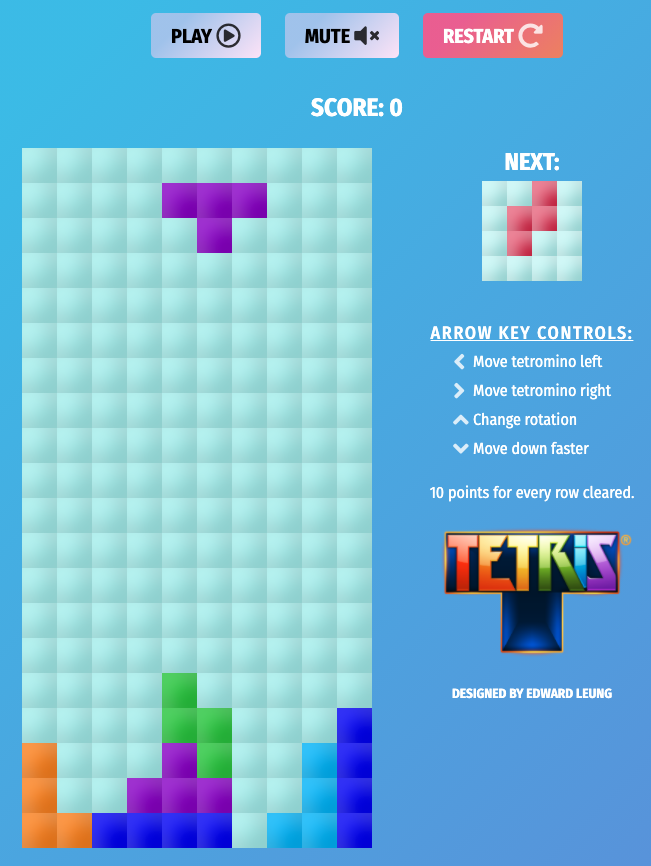 PLAY
MUTE
RESTART
SCORE: 0
NEXT:
ARROW KEY CONTROLS:
Move tetromino left
Move tetromino right
Change rotation
Move down faster
10 points for every row cleared.
TETRIS®
DESIGNED BY EDWARD LEUNG